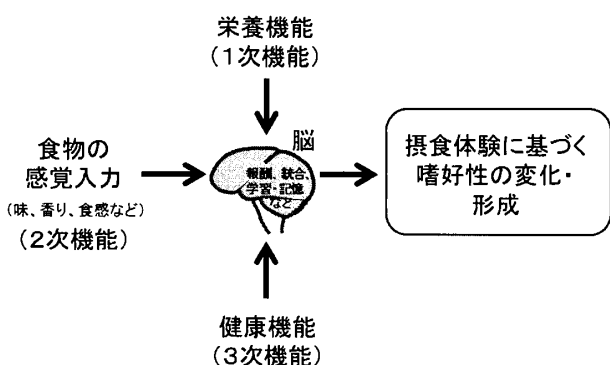 栄養機能
(1次機能)
脳
食物の
感覚入力
(味、香り、食感など)
(2次機能)
報酬、統合、
学習・記憶
など
摂食体験に基づく
嗜好性の変化・
形成
健康機能
(3次機能)